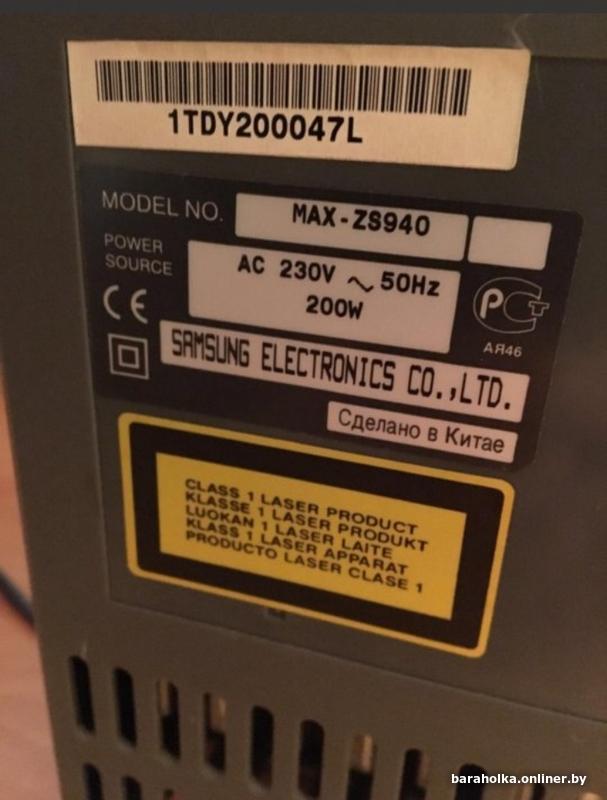 1TDY200047L
MODEL NO. MAX-ZS940
POWER SOURCE
AC 230V ~ 50Hz
200W
CE
PCT
АЯ46
SAMSUNG ELECTRONICS CO.,LTD.
Сделано в Китае
CLASS 1 LASER PRODUCT
KLASSE 1 LASER PRODUKT
LUOKAN 1 LASER LAITE
KLASS 1 LASER APPARAT
PRODUCTO LASER CLASE 1
baraholka.onliner.by